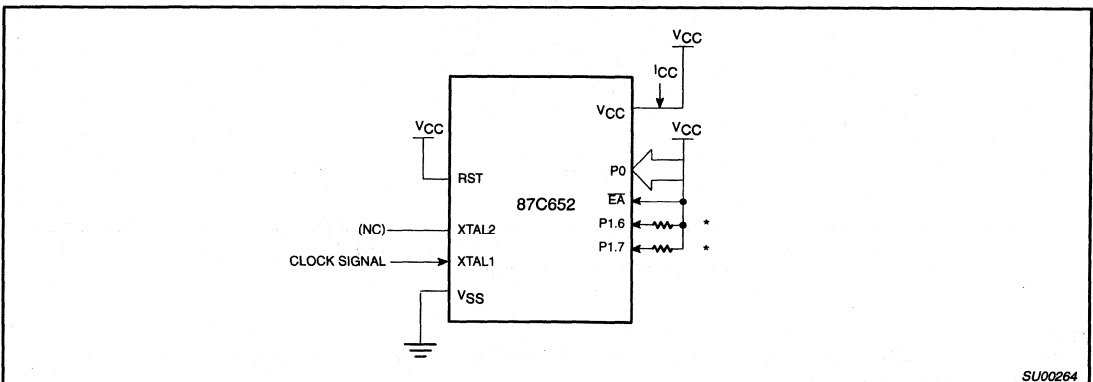 VCC
ICC
VCC
VCC
VCC
P0
RST
EA
87C652
P1.6 *
(NC) XTAL2
P1.7 *
CLOCK SIGNAL XTAL1
VSS
SU00264